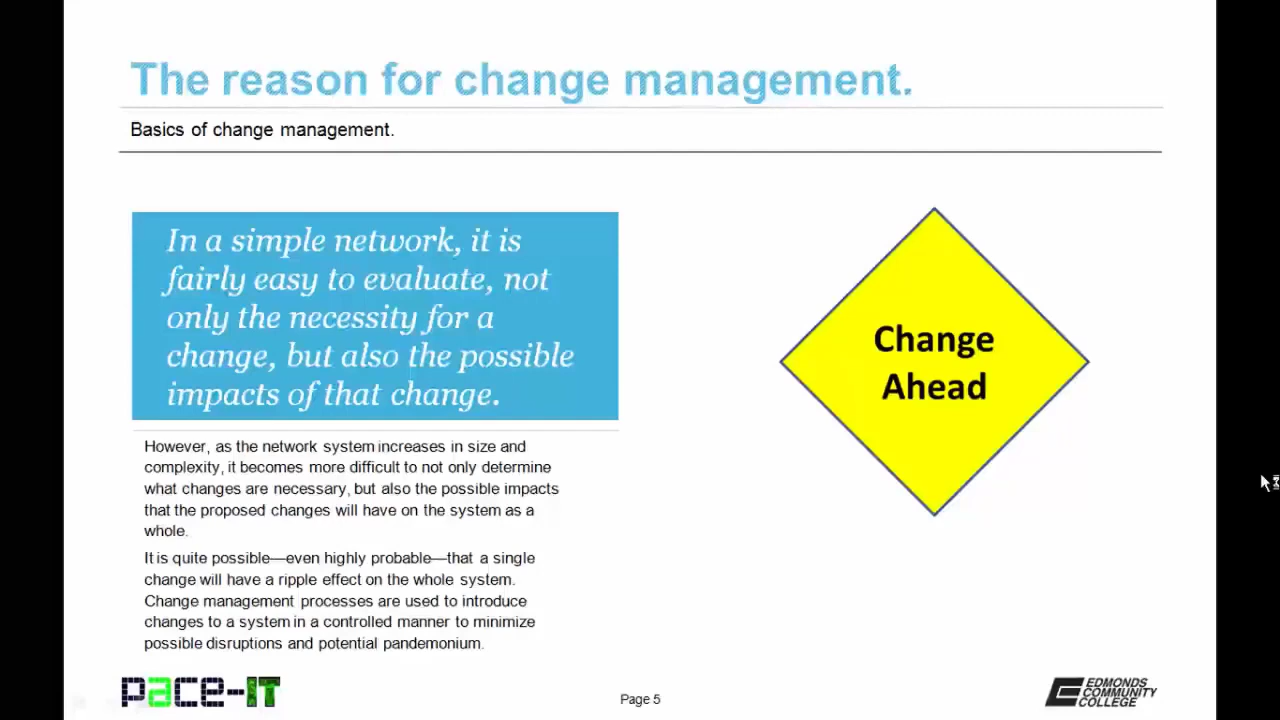 The reason for change management.
Basics of change management.
In a simple network, it is
fairly easy to evaluate, not
only the necessity for a
change, but also the possible
impacts of that change.
However, as the network system increases in size and
complexity, it becomes more difficult to not only determine
what changes are necessary, but also the possible impacts
that the proposed changes will have on the system as a
whole.
It is quite possible—even highly probable—that a single
change will have a ripple effect on the whole system.
Change management processes are used to introduce
changes to a system in a controlled manner to minimize
possible disruptions and potential pandemonium.
Change
Ahead
pace-IT
Page 5
EDMONDS
COMMUNITY
COLLEGE